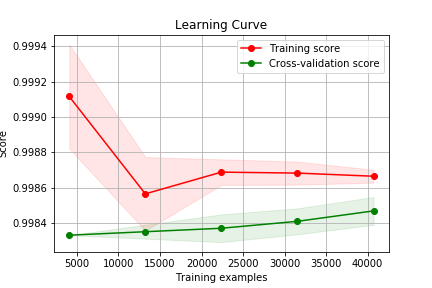 Learning Curve
Training score
Cross-validation score
0.9994
0.9992
0.9990
0.9988
0.9986
0.9984
Score
5000 10000 15000 20000 25000 30000 35000 40000
Training examples